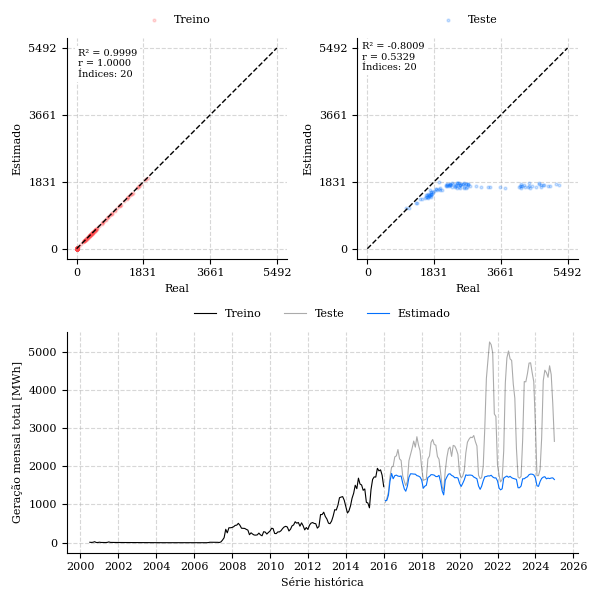 Treino
R² = 0.9999
r = 1.0000
Índices: 20
5492
3661
1831
0
Estimado
0 1831 3661 5492
Real
Teste
R² = -0.8009
r = 0.5329
Índices: 20
5492
3661
1831
0
Estimado
0 1831 3661 5492
Real
Treino Teste Estimado
5000
4000
3000
2000
1000
0
Geração mensal total [MWh]
2000 2002 2004 2006 2008 2010 2012 2014 2016 2018 2020 2022 2024 2026
Série histórica